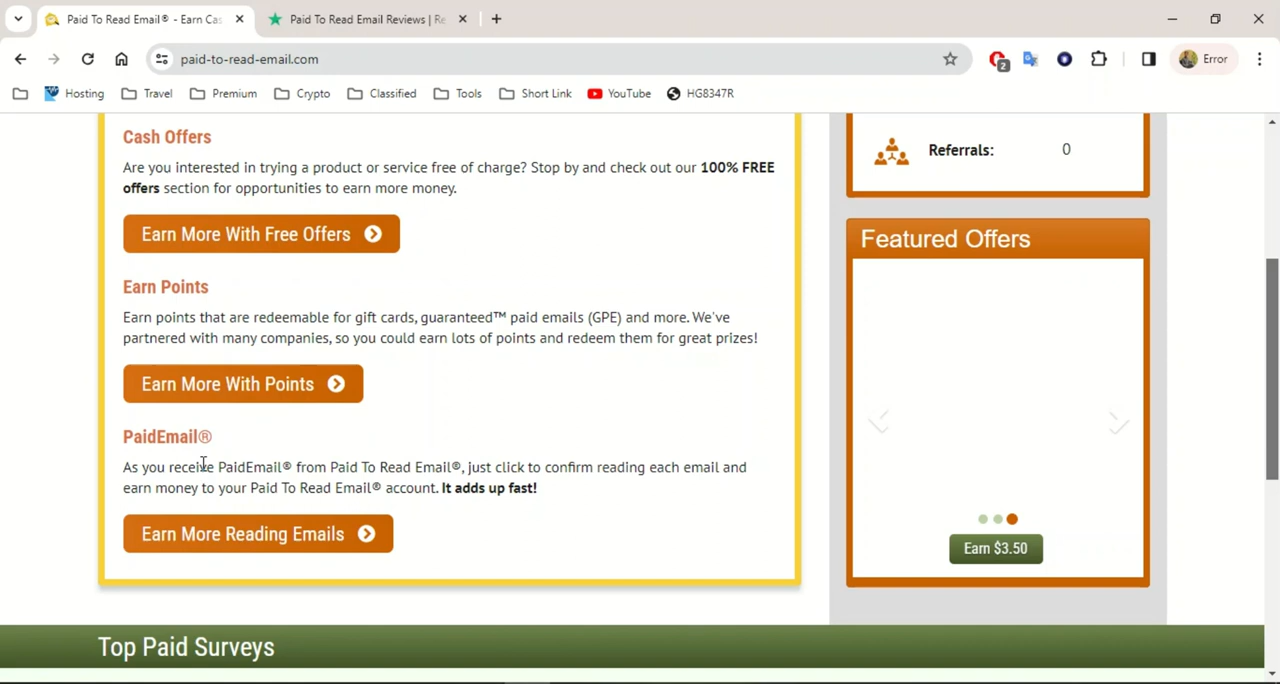 Paid To Read Email® - Earn Cas
Paid To Read Email Reviews | Re
paid-to-read-email.com
2
Error
Hosting
Travel
Premium
Crypto
Classified
Tools
Short Link
YouTube
HG8347R
Cash Offers
Are you interested in trying a product or service free of charge? Stop by and check out our 100% FREE
offers section for opportunities to earn more money.
Earn More With Free Offers
Earn Points
Earn points that are redeemable for gift cards, guaranteed™ paid emails (GPE) and more. We've
partnered with many companies, so you could earn lots of points and redeem them for great prizes!
Earn More With Points
PaidEmail®
As you receive PaidEmail® from Paid To Read Email®, just click to confirm reading each email and
earn money to your Paid To Read Email® account. It adds up fast!
Earn More Reading Emails
Referrals: 0
Featured Offers
Earn $3.50
Top Paid Surveys